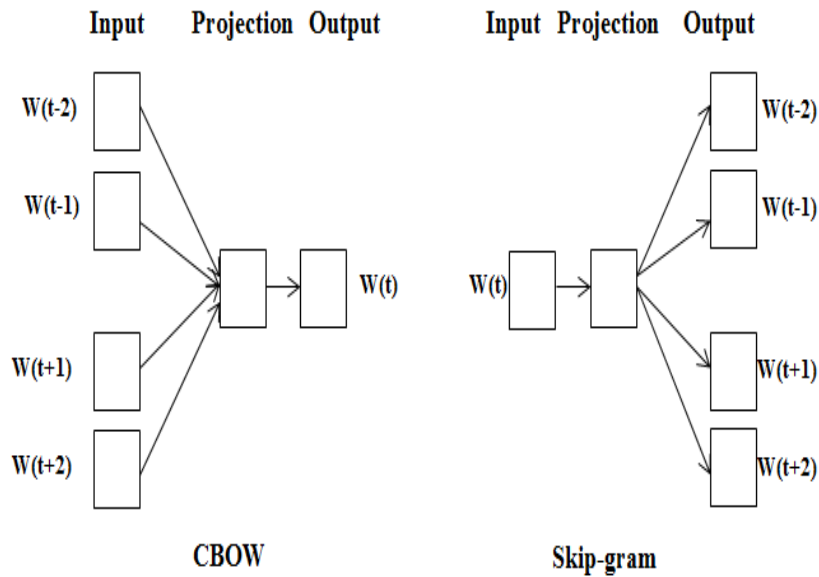 Input Projection Output
W(t-2)
W(t-1)
W(t)
W(t+1)
W(t+2)
CBOW
Input Projection Output
W(t-2)
W(t-1)
W(t)
W(t+1)
W(t+2)
Skip-gram